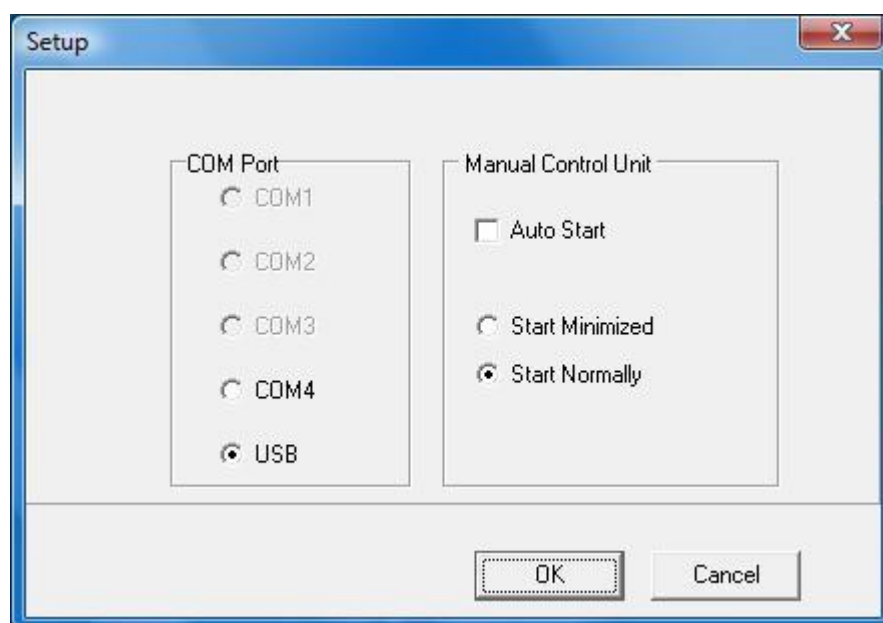 Setup
COM Port
COM1
COM2
COM3
COM4
USB
Manual Control Unit
Auto Start
Start Minimized
Start Normally
OK
Cancel